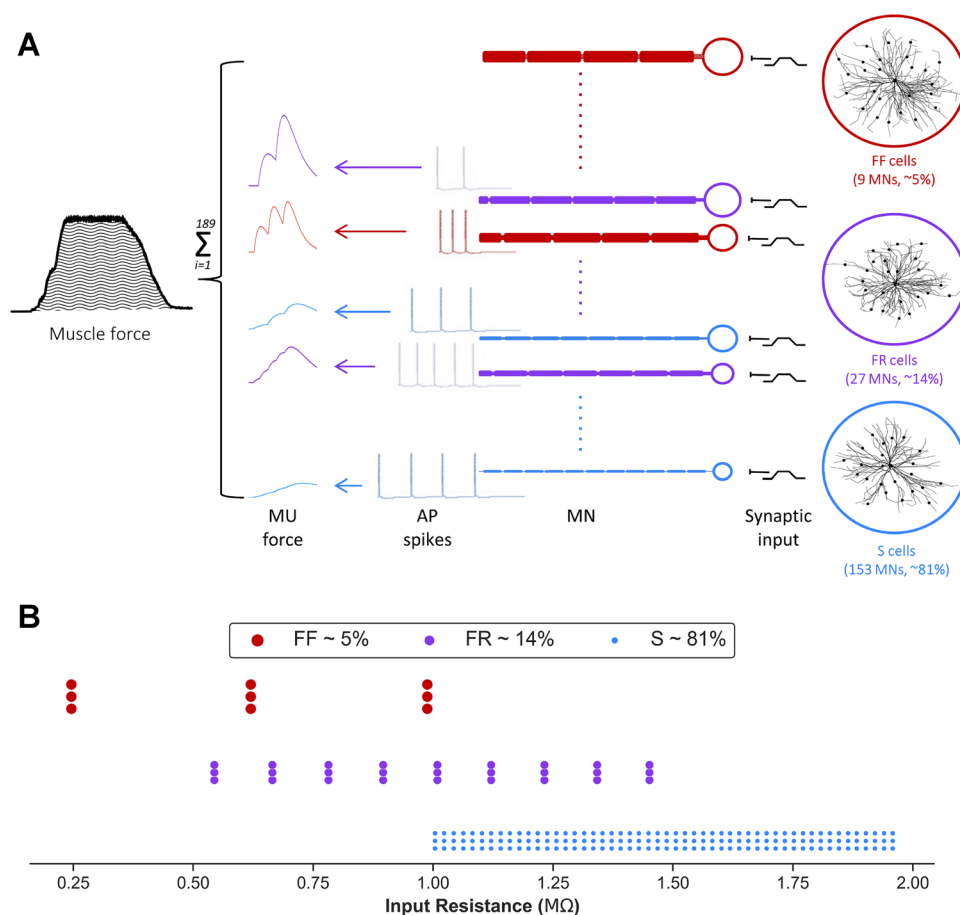 A
FF cells
(9 MNs, ~5%)
189
Σ
i=1
Muscle force
FR cells
(27 MNs, ~14%)
MU
force
AP
spikes
MN
Synaptic
input
S cells
(153 MNs, ~81%)
B
FF ~ 5% FR ~ 14% S ~ 81%
0.25 0.50 0.75 1.00 1.25 1.50 1.75 2.00
Input Resistance (MΩ)